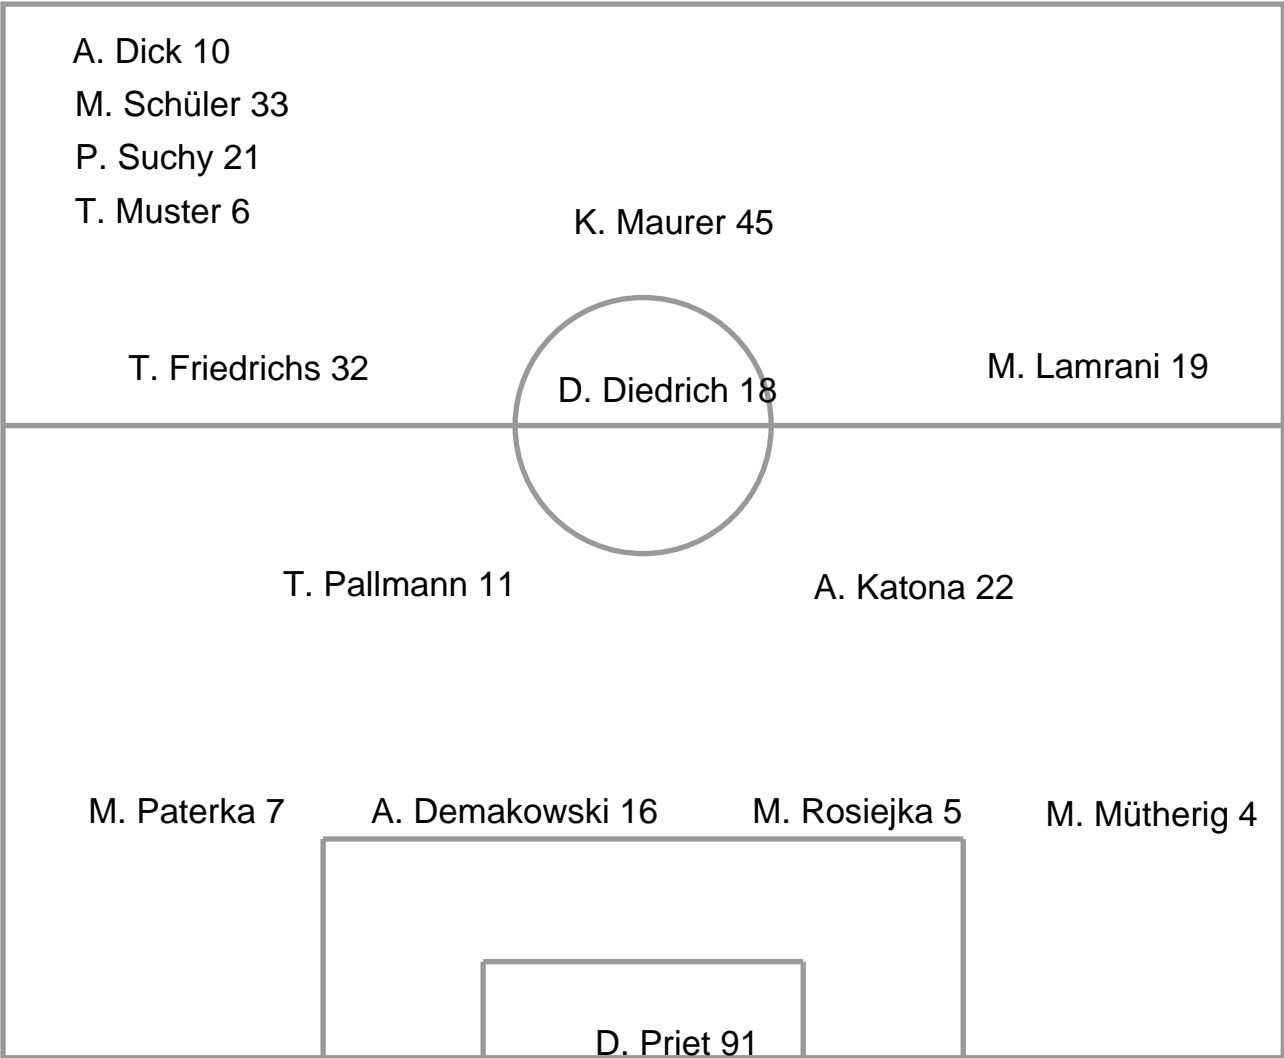 A. Dick 10
M. Schüler 33
P. Suchy 21
T. Muster 6
K. Maurer 45
T. Friedrichs 32
D. Diedrich 18
M. Lamrani 19
T. Pallmann 11
A. Katona 22
M. Paterka 7
A. Demakowski 16
M. Rosiejka 5
M. Mütherig 4
D. Priet 91